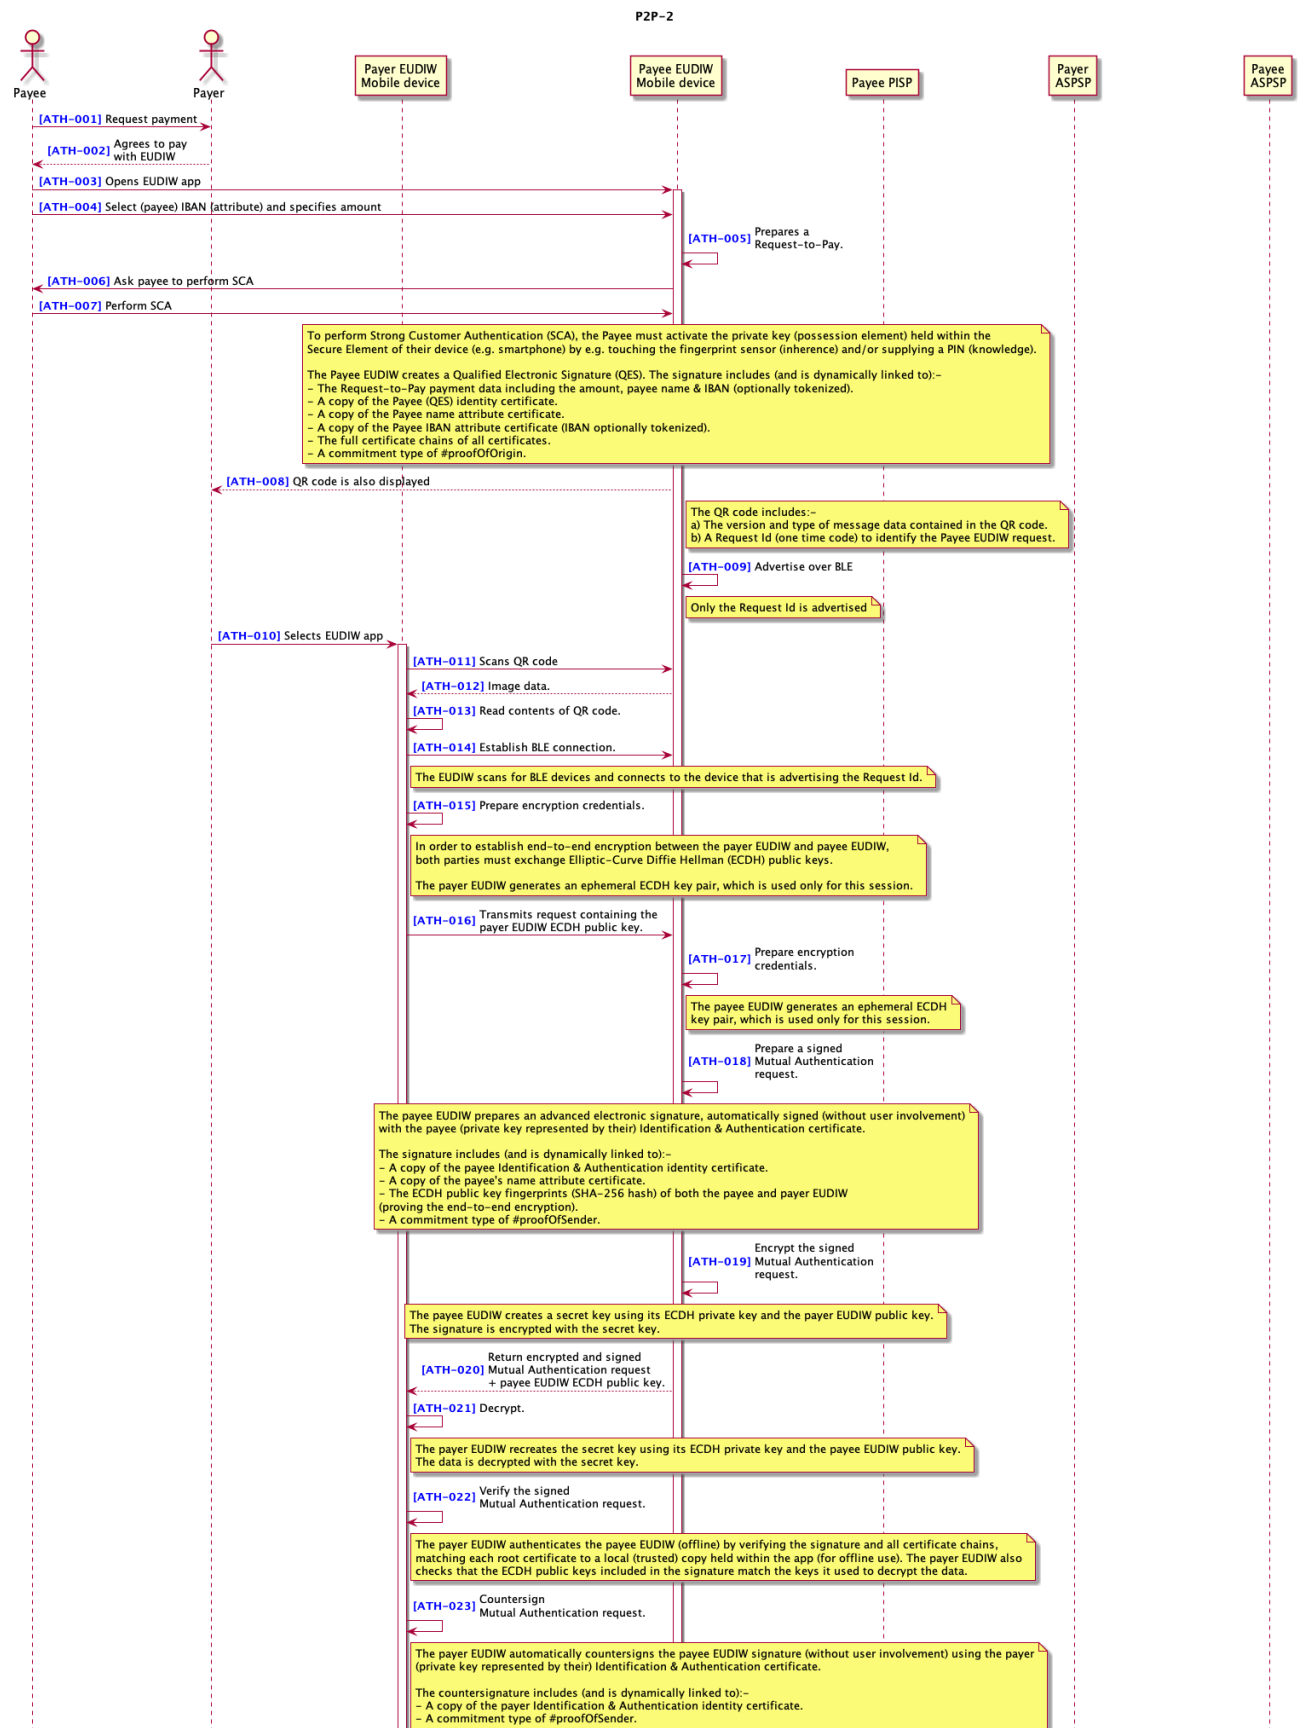 P2P-2
Payee
Payer
Payer EUDIW
Mobile device
Payee EUDIW
Mobile device
Payee PISP
Payer
ASPSP
Payee
ASPSP
[ATH-001] Request payment
[ATH-002] Agrees to pay
with EUDIW
[ATH-003] Opens EUDIW app
[ATH-004] Select (payee) IBAN (attribute) and specifies amount
[ATH-005] Prepares a
Request-to-Pay.
[ATH-006] Ask payee to perform SCA
[ATH-007] Perform SCA
To perform Strong Customer Authentication (SCA), the Payee must activate the private key (possession element) held within the
Secure Element of their device (e.g. smartphone) by e.g. touching the fingerprint sensor (inherence) and/or supplying a PIN (knowledge).
The Payee EUDIW creates a Qualified Electronic Signature (QES). The signature includes (and is dynamically linked to):-
- The Request-to-Pay payment data including the amount, payee name & IBAN (optionally tokenized).
- A copy of the Payee (QES) identity certificate.
- A copy of the Payee name attribute certificate.
- A copy of the Payee IBAN attribute certificate (IBAN optionally tokenized).
- The full certificate chains of all certificates.
- A commitment type of #proofOfOrigin.
[ATH-008] QR code is also displayed
The QR code includes:-
a) The version and type of message data contained in the QR code.
b) A Request Id (one time code) to identify the Payee EUDIW request.
[ATH-009] Advertise over BLE
Only the Request Id is advertised
[ATH-010] Selects EUDIW app
[ATH-011] Scans QR code
[ATH-012] Image data.
[ATH-013] Read contents of QR code.
[ATH-014] Establish BLE connection.
The EUDIW scans for BLE devices and connects to the device that is advertising the Request Id.
[ATH-015] Prepare encryption credentials.
In order to establish end-to-end encryption between the payer EUDIW and payee EUDIW,
both parties must exchange Elliptic-Curve Diffie Hellman (ECDH) public keys.
The payer EUDIW generates an ephemeral ECDH key pair, which is used only for this session.
[ATH-016] Transmits request containing the
payer EUDIW ECDH public key.
[ATH-017] Prepare encryption
credentials.
The payee EUDIW generates an ephemeral ECDH
key pair, which is used only for this session.
[ATH-018] Prepare a signed
Mutual Authentication
request.
The payee EUDIW prepares an advanced electronic signature, automatically signed (without user involvement)
with the payee (private key represented by their) Identification & Authentication certificate.
The signature includes (and is dynamically linked to):-
- A copy of the payee Identification & Authentication identity certificate.
- A copy of the payee's name attribute certificate.
- The ECDH public key fingerprints (SHA-256 hash) of both the payee and payer EUDIW
(proving the end-to-end encryption).
- A commitment type of #proofOfSender.
[ATH-019] Encrypt the signed
Mutual Authentication
request.
The payee EUDIW creates a secret key using its ECDH private key and the payer EUDIW public key.
The signature is encrypted with the secret key.
[ATH-020] Return encrypted and signed
Mutual Authentication request
+ payee EUDIW ECDH public key.
[ATH-021] Decrypt.
The payer EUDIW recreates the secret key using its ECDH private key and the payee EUDIW public key.
The data is decrypted with the secret key.
[ATH-022] Verify the signed
Mutual Authentication request.
The payer EUDIW authenticates the payee EUDIW (offline) by verifying the signature and all certificate chains,
matching each root certificate to a local (trusted) copy held within the app (for offline use). The payer EUDIW also
checks that the ECDH public keys included in the signature match the keys it used to decrypt the data.
[ATH-023] Countersign
Mutual Authentication request.
The payer EUDIW automatically countersigns the payee EUDIW signature (without user involvement) using the payer
(private key represented by their) Identification & Authentication certificate.
The countersignature includes (and is dynamically linked to):-
- A copy of the payer Identification & Authentication identity certificate.
- A commitment type of #proofOfSender.